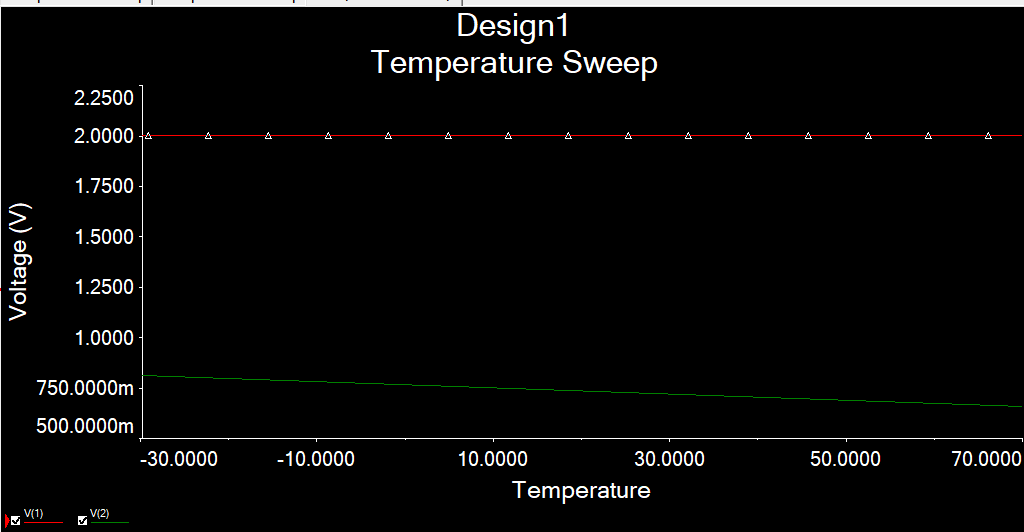 Design1
Temperature Sweep
2.2500
2.0000
1.7500
1.5000
1.2500
1.0000
750.0000m
500.0000m
Voltage (V)
-30.0000 -10.0000 10.0000 30.0000 50.0000 70.0000
Temperature
V(1) V(2)